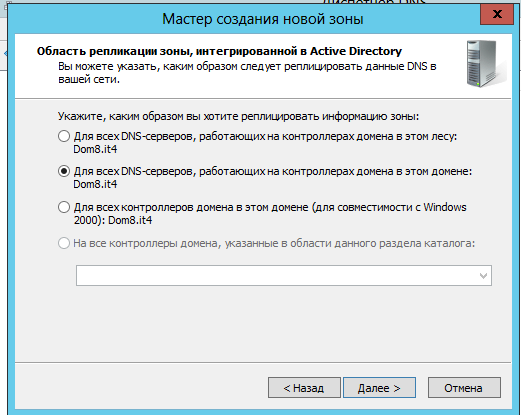 Диспетчер DNS
Мастер создания новой зоны
Область репликации зоны, интегрированной в Active Directory
Вы можете указать, каким образом следует реплицировать данные DNS в
вашей сети.
Укажите, каким образом вы хотите реплицировать информацию зоны:
Для всех DNS-серверов, работающих на контроллерах домена в этом лесу:
Dom8.it4
Для всех DNS-серверов, работающих на контроллерах домена в этом домене:
Dom8.it4
Для всех контроллеров домена в этом домене (для совместимости с Windows
2000): Dom8.it4
На все контроллеры домена, указанные в области данного раздела каталога:
< Назад Далее > Отмена